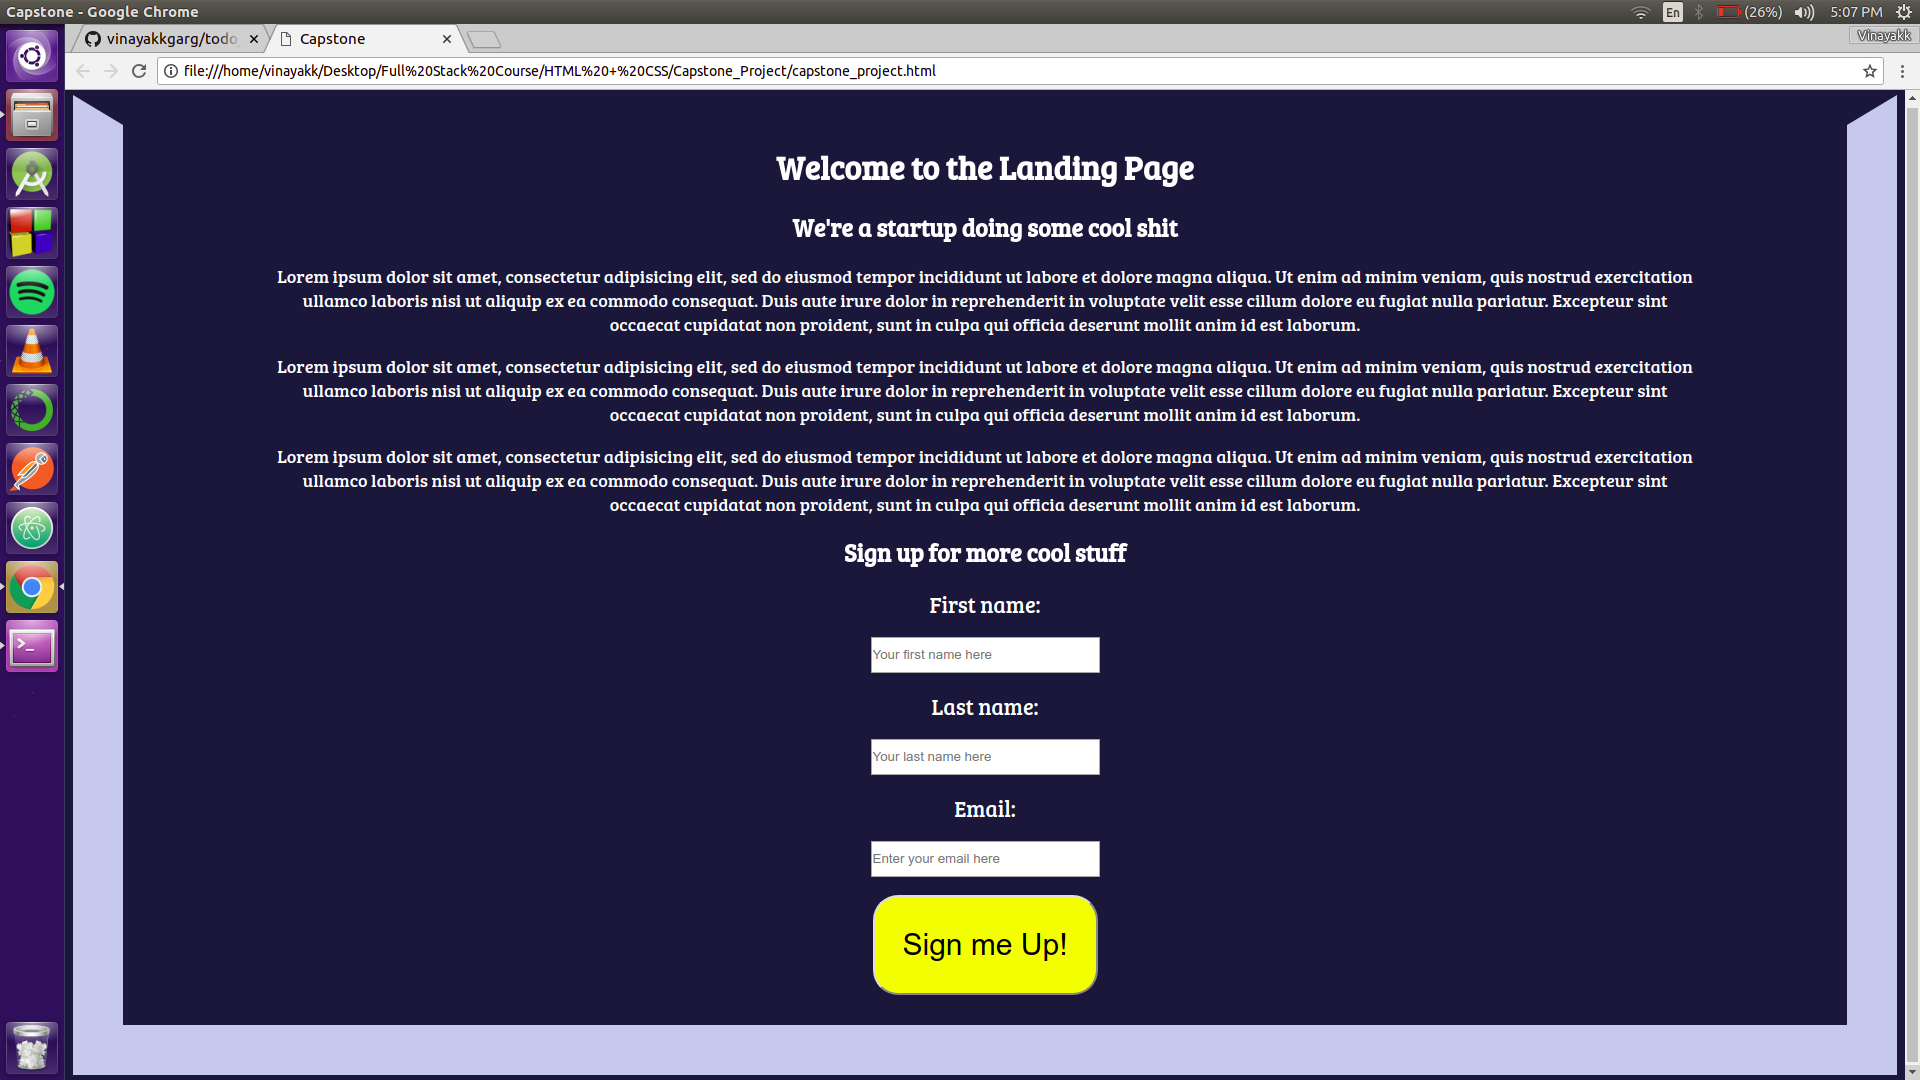 Capstone - Google Chrome
En
(26%)
5:07 PM
vinayakkgarg/todo
Capstone
Vinayakk
file:///home/vinayakk/Desktop/Full%20Stack%20Course/HTML%20+%20CSS/Capstone_Project/capstone_project.html
Welcome to the Landing Page
We're a startup doing some cool shit
Lorem ipsum dolor sit amet, consectetur adipisicing elit, sed do eiusmod tempor incididunt ut labore et dolore magna aliqua. Ut enim ad minim veniam, quis nostrud exercitation
ullamco laboris nisi ut aliquip ex ea commodo consequat. Duis aute irure dolor in reprehenderit in voluptate velit esse cillum dolore eu fugiat nulla pariatur. Excepteur sint
occaecat cupidatat non proident, sunt in culpa qui officia deserunt mollit anim id est laborum.
Lorem ipsum dolor sit amet, consectetur adipisicing elit, sed do eiusmod tempor incididunt ut labore et dolore magna aliqua. Ut enim ad minim veniam, quis nostrud exercitation
ullamco laboris nisi ut aliquip ex ea commodo consequat. Duis aute irure dolor in reprehenderit in voluptate velit esse cillum dolore eu fugiat nulla pariatur. Excepteur sint
occaecat cupidatat non proident, sunt in culpa qui officia deserunt mollit anim id est laborum.
Lorem ipsum dolor sit amet, consectetur adipisicing elit, sed do eiusmod tempor incididunt ut labore et dolore magna aliqua. Ut enim ad minim veniam, quis nostrud exercitation
ullamco laboris nisi ut aliquip ex ea commodo consequat. Duis aute irure dolor in reprehenderit in voluptate velit esse cillum dolore eu fugiat nulla pariatur. Excepteur sint
occaecat cupidatat non proident, sunt in culpa qui officia deserunt mollit anim id est laborum.
Sign up for more cool stuff
First name:
Your first name here
Last name:
Your last name here
Email:
Enter your email here
Sign me Up!